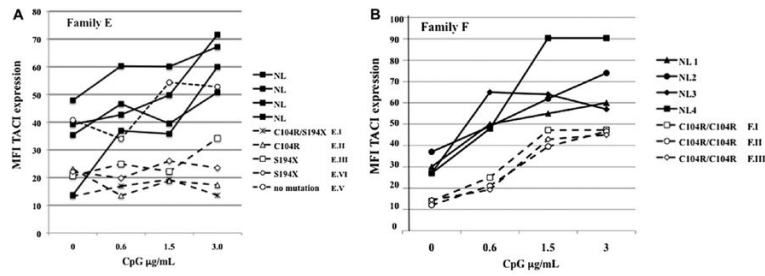 A
Family E
MFI TACI expression
80
70
60
50
40
30
20
10
0
0 0.6 1.5 3.0
CpG µg/mL
NL
NL
NL
NL
C104R/S194X E.I
C104R E.II
S194X E.III
S194X E.VI
no mutation E.V
B
Family F
MFI TACI expression
100
90
80
70
60
50
40
30
20
10
0
0 0.6 1.5 3
CpG µg/mL
NL 1
NL2
NL3
NL4
C104R/C104R F.I
C104R/C104R F.II
C104R/C104R F.III